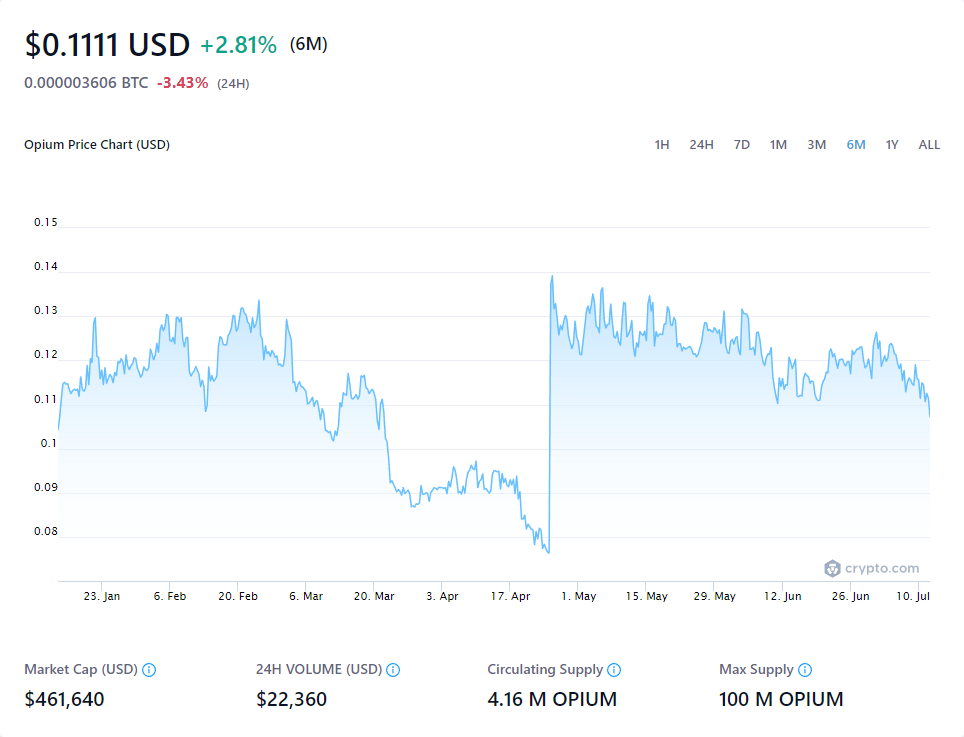 $0.1111 USD +2.81% (6M)
0.000003606 BTC -3.43% (24H)
Opium Price Chart (USD) 1H 24H 7D 1M 3M 6M 1Y ALL
0.15
0.14
0.13
0.12
0.11
0.1
0.09
0.08
crypto.com
23. Jan 6. Feb 20. Feb 6. Mar 20. Mar 3. Apr 17. Apr 1. May 15. May 29. May 12. Jun 26. Jun 10. Jul
Market Cap (USD) 24H VOLUME (USD) Circulating Supply Max Supply
$461,640 $22,360 4.16 M OPIUM 100 M OPIUM